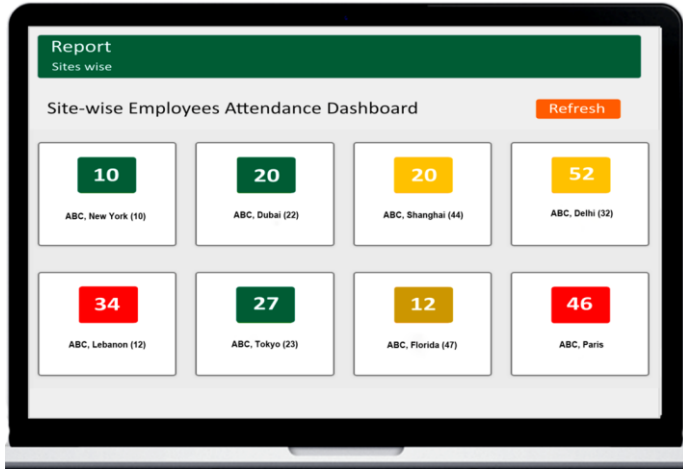 Report
Sites wise
Site-wise Employees Attendance Dashboard
Refresh
10
20
20
52
ABC, New York (10)
ABC, Dubai (22)
ABC, Shanghai (44)
ABC, Delhi (32)
34
27
12
46
ABC, Lebanon (12)
ABC, Tokyo (23)
ABC, Florida (47)
ABC, Paris